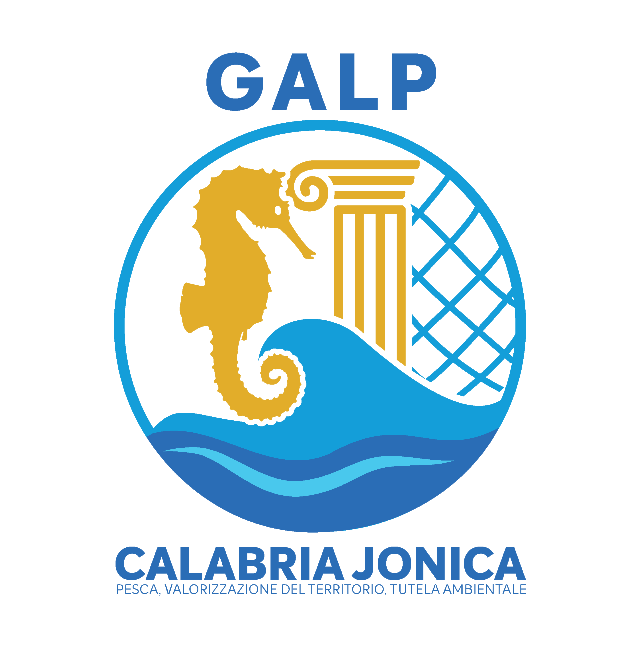 GALP
CALABRIA JONICA
PESCA, VALORIZZAZIONE DEL TERRITORIO, TUTELA AMBIENTALE